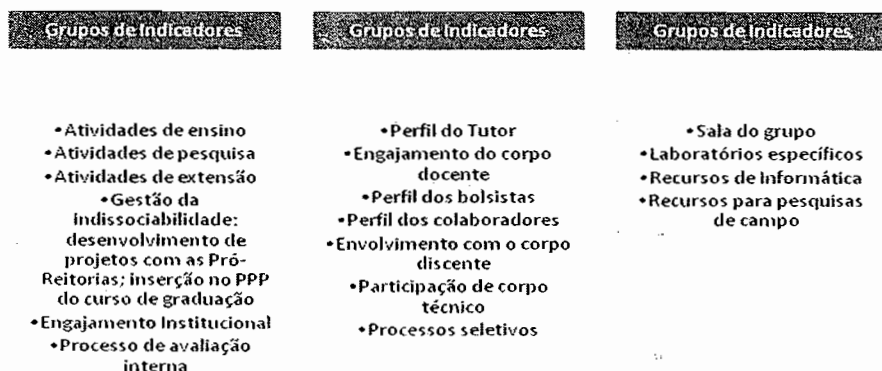 Grupos de Indicadores
•Atividades de ensino
•Atividades de pesquisa
•Atividades de extensão
•Gestão da
indissociabilidade:
desenvolvimento de
projetos com as Pró-
Reitorias; inserção no PPP
do curso de graduação
•Engajamento Institucional
•Processo de avaliação
interna
Grupos de Indicadores
•Perfil do Tutor
•Engajamento do corpo
docente
•Perfil dos bolsistas
•Perfil dos colaboradores
•Envolvimento com o corpo
discente
•Participação de corpo
técnico
•Processos seletivos
Grupos de Indicadores
•Sala do grupo
•Laboratórios específicos
•Recursos de Informática
•Recursos para pesquisas
de campo